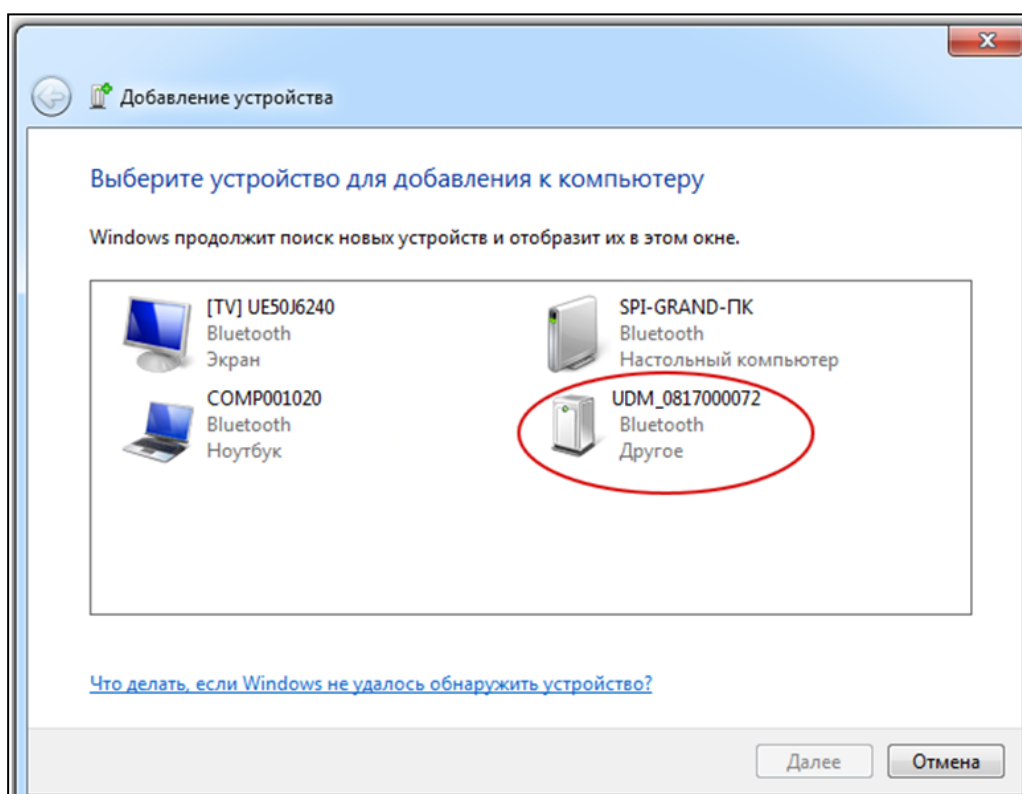 Добавление устройства
Выберите устройство для добавления к компьютеру
Windows продолжит поиск новых устройств и отобразит их в этом окне.
[TV] UE50J6240
Bluetooth
Экран
SPI-GRAND-ПК
Bluetooth
Настольный компьютер
COMP001020
Bluetooth
Ноутбук
UDM_0817000072
Bluetooth
Другое
Что делать, если Windows не удалось обнаружить устройство?
Далее
Отмена